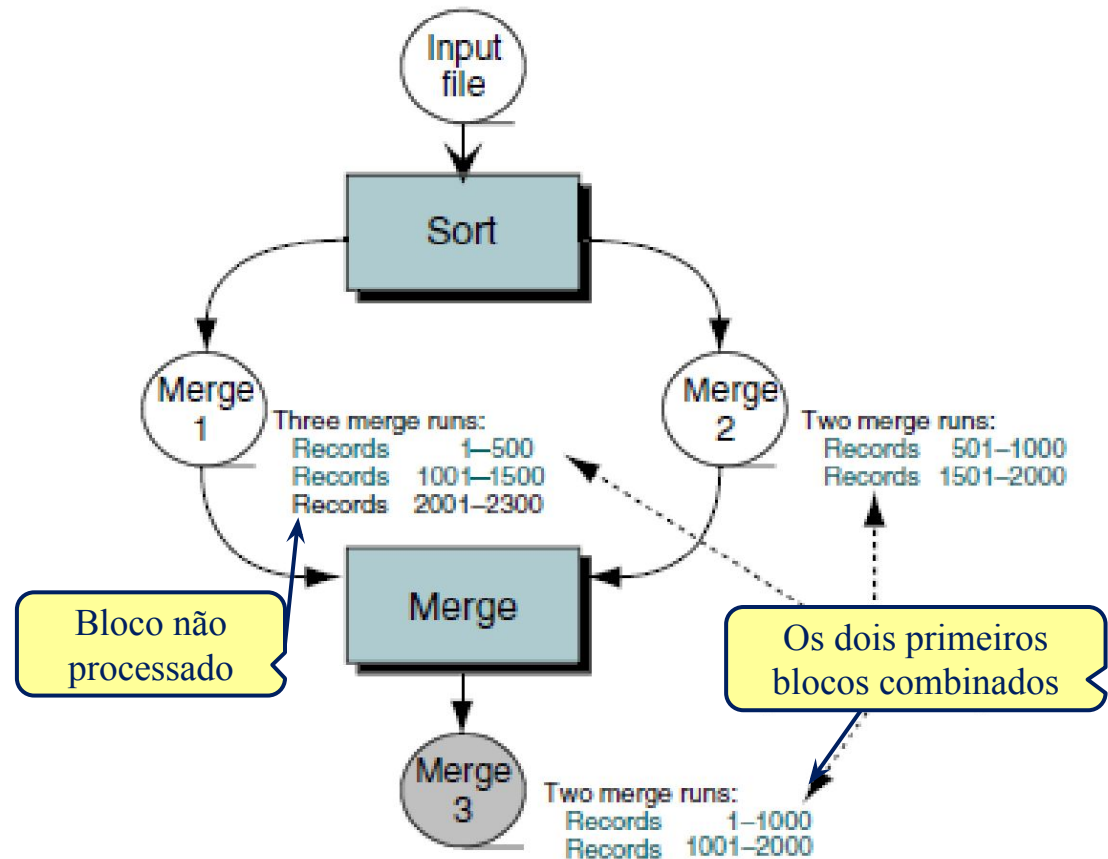 Input
file
Sort
Merge
1
Three merge runs:
Records 1–500
Records 1001–1500
Records 2001–2300
Merge
2
Two merge runs:
Records 501–1000
Records 1501–2000
Bloco não
processado
Merge
Os dois primeiros
blocos combinados
Merge
3
Two merge runs:
Records 1–1000
Records 1001–2000